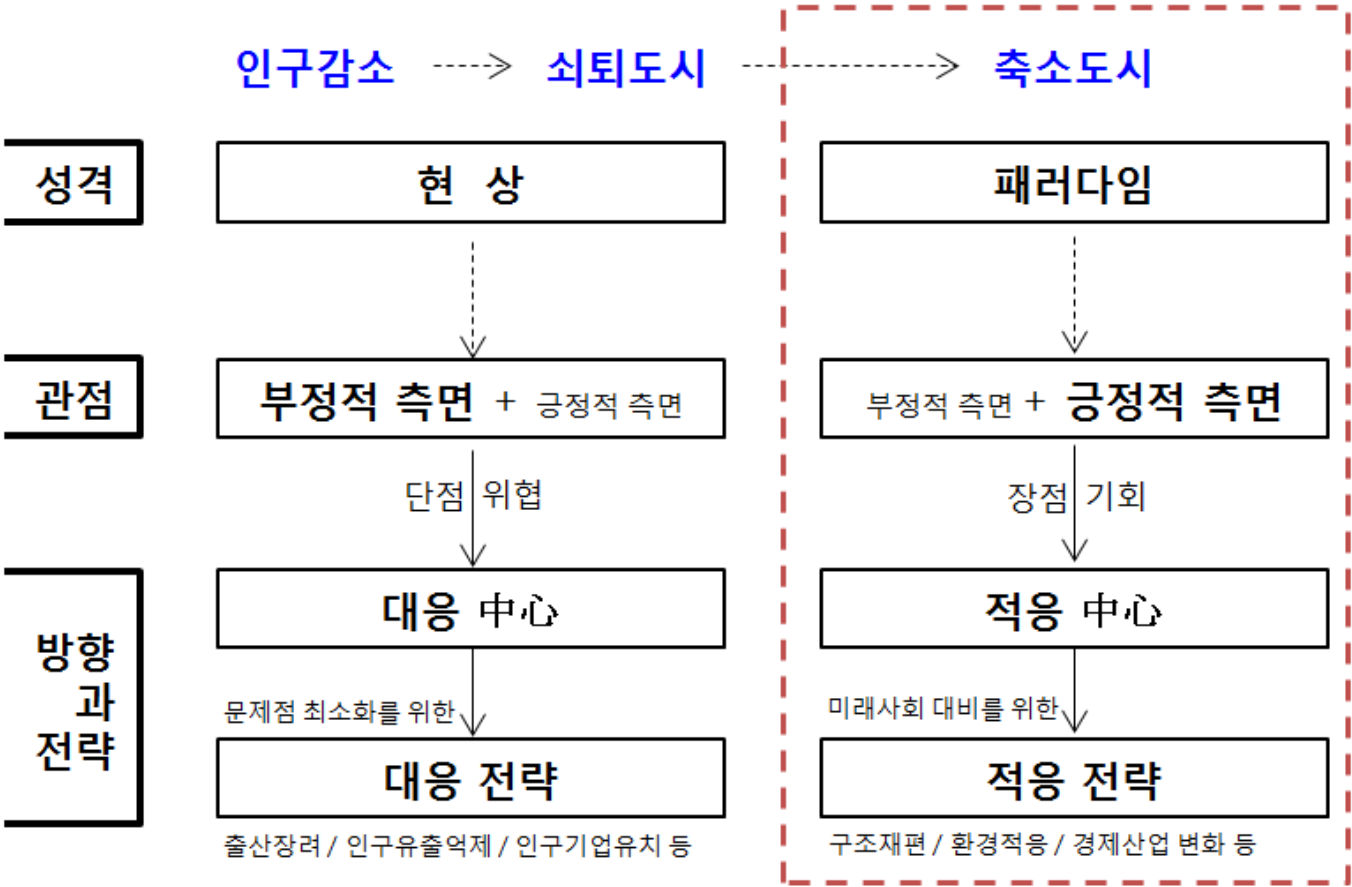 인구감소 쇠퇴도시 축소도시
성격 현 상 패러다임
관점 부정적 측면 + 긍정적 측면 부정적 측면 + 긍정적 측면
단점 위협 장점 기회
대응 中心 적응 中心
방향
과
전략
문제점 최소화를 위한 미래사회 대비를 위한
대응 전략 적응 전략
출산장려 / 인구유출억제 / 인구기업유치 등 구조재편 / 환경적응 / 경제산업 변화 등